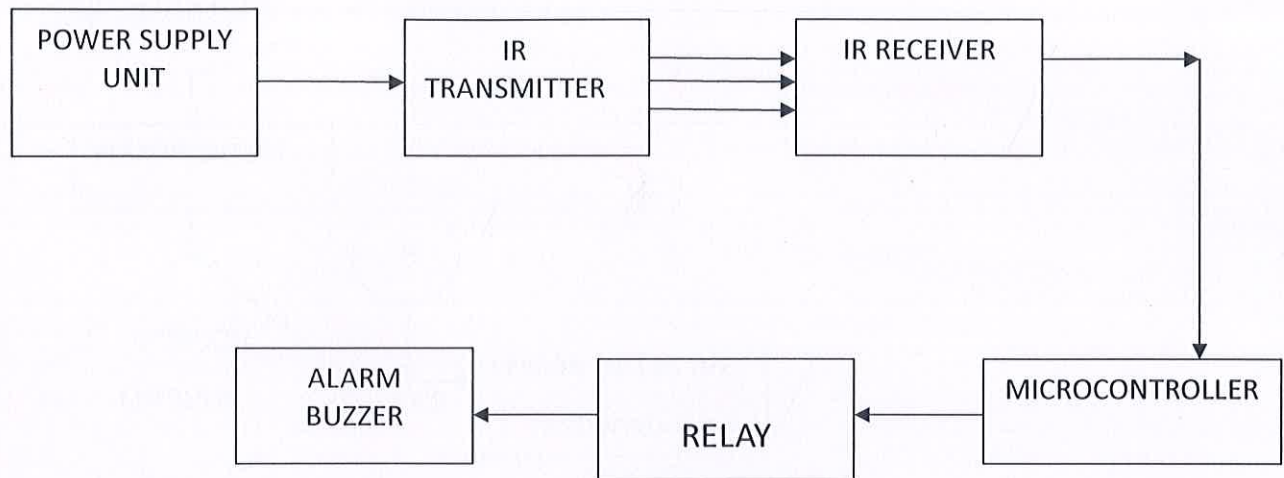 POWER SUPPLY
UNIT
IR
TRANSMITTER
IR RECEIVER
MICROCONTROLLER
RELAY
ALARM
BUZZER